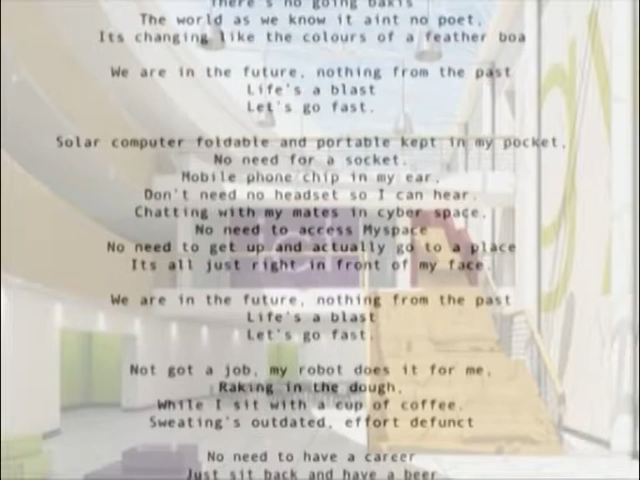 There's no going baxis
The world as we know it aint no poet,
Its changing like the colours of a feather boa
We are in the future, nothing from the past
Life's a blast
Let's go fast.
Solar computer foldable and portable kept in my pocket,
No need for a socket.
Mobile phone chip in my ear,
Don't need no headset so I can hear.
Chatting with my mates in cyber space,
No need to access Myspace
No need to get up and actually go to a place
Its all just right in front of my face.
We are in the future, nothing from the past
Life's a blast
Let's go fast.
Not got a job, my robot does it for me,
Raking in the dough,
While I sit with a cup of coffee.
Sweating's outdated, effort defunct
No need to have a career
Just sit back and have a beer